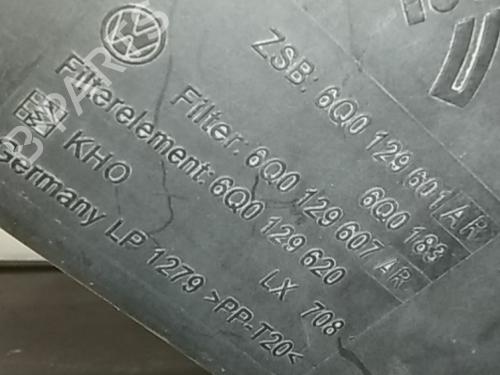 ZSB: 6Q0 129 601 AR
6Q0 183
Filter: 6Q0 129 607 AR
Filterelement: 6Q0 129 620
LX 708
KHO
Germany LP 1279 >PP-T20<